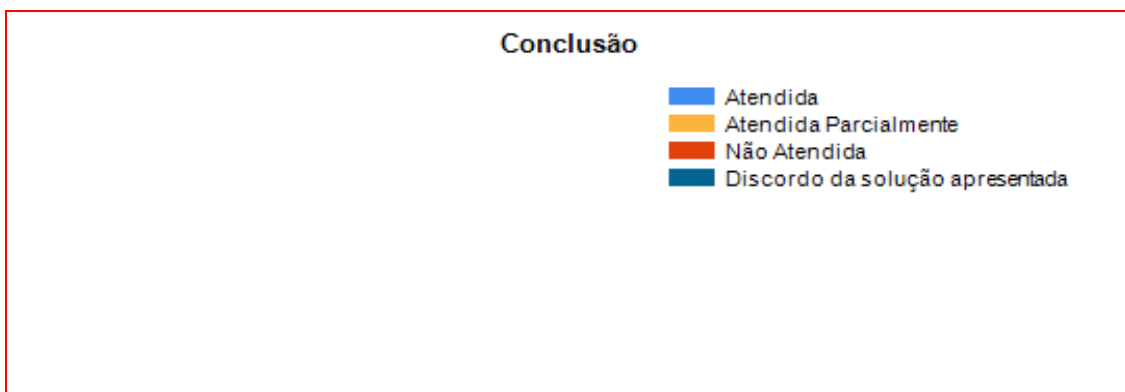 Conclusão
Atendida
Atendida Parcialmente
Não Atendida
Discordo da solução apresentada